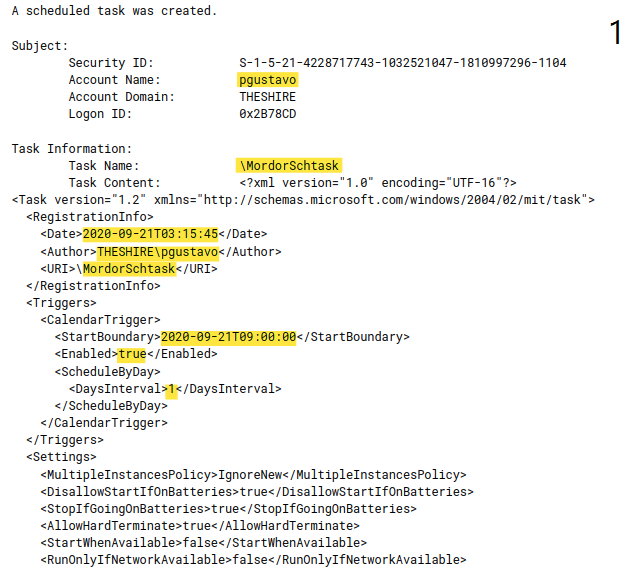 A scheduled task was created.
1
Subject:
Security ID: S-1-5-21-4228717743-1032521047-1810997296-1104
Account Name: pgustavo
Account Domain: THESHIRE
Logon ID: 0x2B78CD
Task Information:
Task Name: \MordorSchtask
Task Content: <?xml version="1.0" encoding="UTF-16"?>
<Task version="1.2" xmlns="http://schemas.microsoft.com/windows/2004/02/mit/task">
<RegistrationInfo>
<Date>2020-09-21T03:15:45</Date>
<Author>THESHIRE\pgustavo</Author>
<URI>\MordorSchtask</URI>
</RegistrationInfo>
<Triggers>
<CalendarTrigger>
<StartBoundary>2020-09-21T09:00:00</StartBoundary>
<Enabled>true</Enabled>
<ScheduleByDay>
<DaysInterval>1</DaysInterval>
</ScheduleByDay>
</CalendarTrigger>
</Triggers>
<Settings>
<MultipleInstancesPolicy>IgnoreNew</MultipleInstancesPolicy>
<DisallowStartIfOnBatteries>true</DisallowStartIfOnBatteries>
<StopIfGoingOnBatteries>true</StopIfGoingOnBatteries>
<AllowHardTerminate>true</AllowHardTerminate>
<StartWhenAvailable>false</StartWhenAvailable>
<RunOnlyIfNetworkAvailable>false</RunOnlyIfNetworkAvailable>